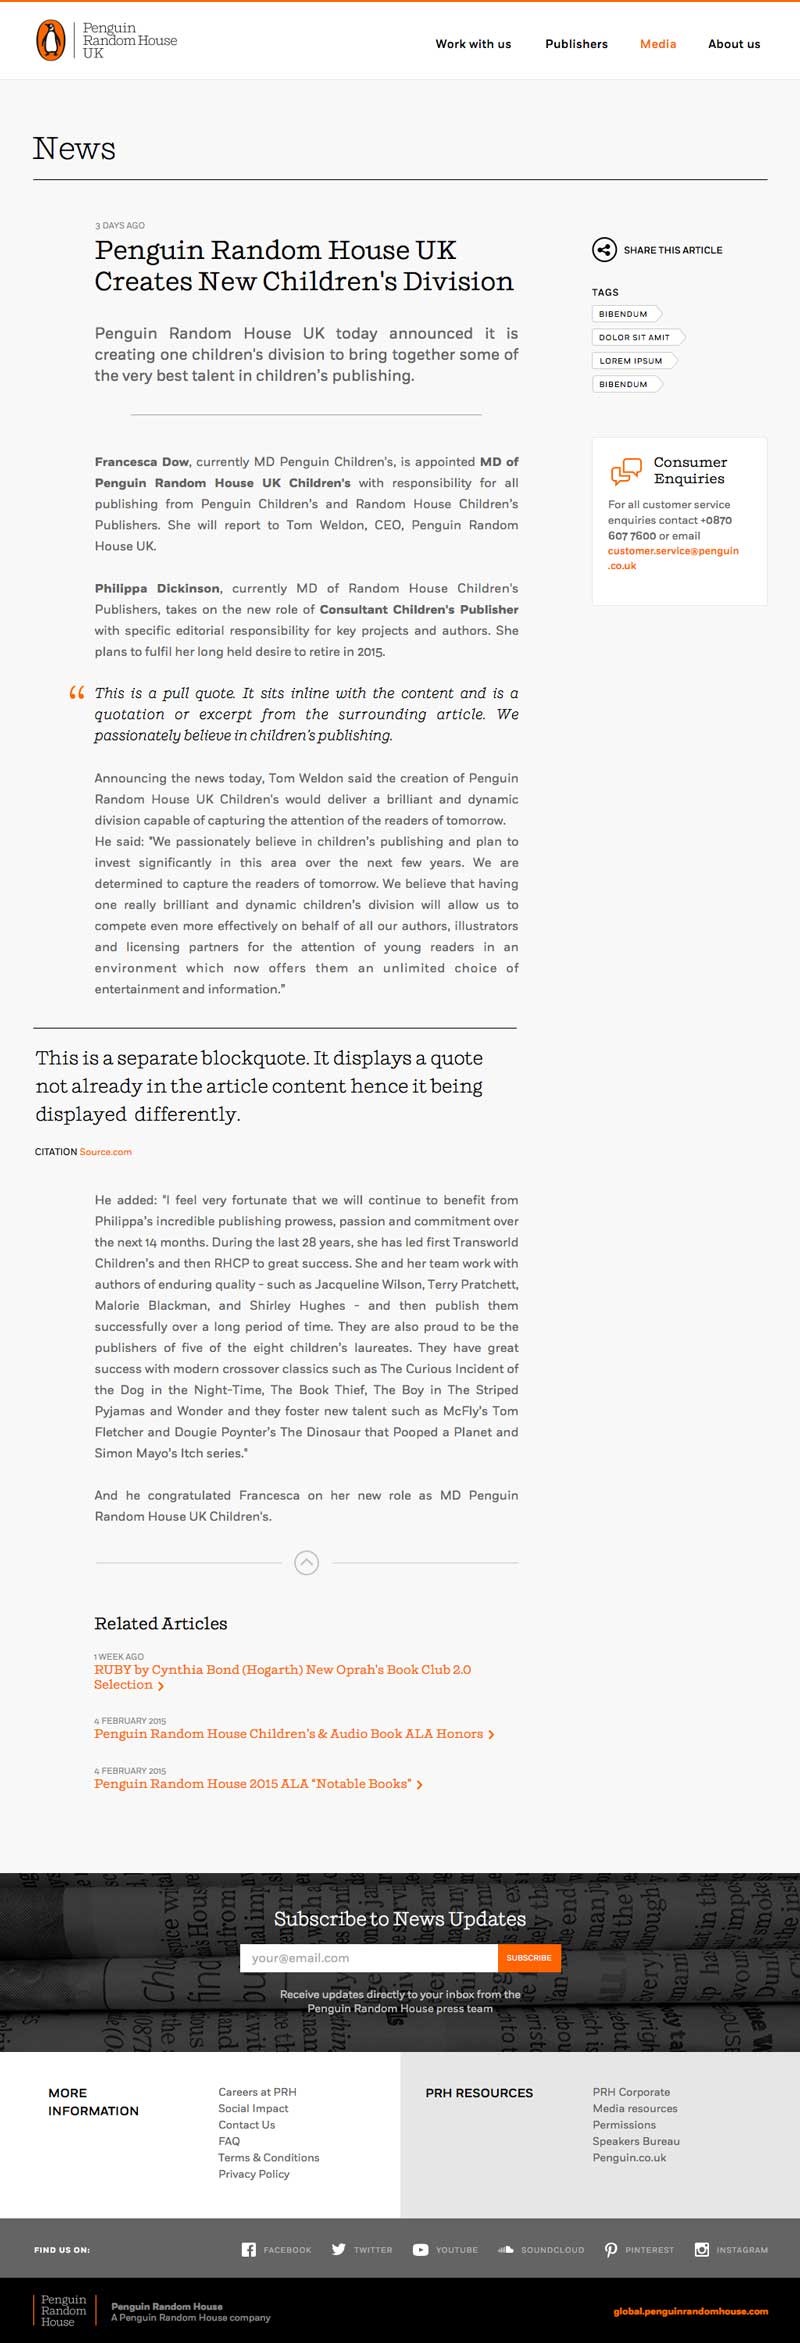 Penguin
Random House
UK
Work with us
Publishers
Media
About us
News
3 DAYS AGO
Penguin Random House UK
Creates New Children's Division
Penguin Random House UK today announced it is
creating one children's division to bring together some of
the very best talent in children's publishing.
Francesca Dow, currently MD Penguin Children's, is appointed MD of
Penguin Random House UK Children's with responsibility for all
publishing from Penguin Children's and Random House Children's
Publishers. She will report to Tom Weldon, CEO, Penguin Random
House UK.
Philippa Dickinson, currently MD of Random House Children's
Publishers, takes on the new role of Consultant Children's Publisher
with specific editorial responsibility for key projects and authors. She
plans to fulfil her long held desire to retire in 2015.
“ This is a pull quote. It sits inline with the content and is a
quotation or excerpt from the surrounding article. We
passionately believe in children's publishing.
Announcing the news today, Tom Weldon said the creation of Penguin
Random House UK Children's would deliver a brilliant and dynamic
division capable of capturing the attention of the readers of tomorrow.
He said: "We passionately believe in children's publishing and plan to
invest significantly in this area over the next few years. We are
determined to capture the readers of tomorrow. We believe that having
one really brilliant and dynamic children's division will allow us to
compete even more effectively on behalf of all our authors, illustrators
and licensing partners for the attention of young readers in an
environment which now offers them an unlimited choice of
entertainment and information."
This is a separate blockquote. It displays a quote
not already in the article content hence it being
displayed differently.
CITATION Source.com
He added: "I feel very fortunate that we will continue to benefit from
Philippa's incredible publishing prowess, passion and commitment over
the next 14 months. During the last 28 years, she has led first Transworld
Children's and then RHCP to great success. She and her team work with
authors of enduring quality - such as Jacqueline Wilson, Terry Pratchett,
Malorie Blackman, and Shirley Hughes - and then publish them
successfully over a long period of time. They are also proud to be the
publishers of five of the eight children's laureates. They have great
success with modern crossover classics such as The Curious Incident of
the Dog in the Night-Time, The Book Thief, The Boy in The Striped
Pyjamas and Wonder and they foster new talent such as McFly's Tom
Fletcher and Dougie Poynter's The Dinosaur that Pooped a Planet and
Simon Mayo's Itch series."
And he congratulated Francesca on her new role as MD Penguin
Random House UK Children's.
SHARE THIS ARTICLE
TAGS
BIBENDUM
DOLOR SIT AMIT
LOREM IPSUM
BIBENDUM
Consumer
Enquiries
For all customer service
enquiries contact +0870
607 7600 or email
customer.service@penguin
.co.uk
Related Articles
1 WEEK AGO
RUBY by Cynthia Bond (Hogarth) New Oprah's Book Club 2.0
Selection
4 FEBRUARY 2015
Penguin Random House Children's & Audio Book ALA Honors
4 FEBRUARY 2015
Penguin Random House 2015 ALA "Notable Books"
Subscribe to News Updates
your@email.com
SUBSCRIBE
Receive updates directly to your inbox from the
Penguin Random House press team
MORE
INFORMATION
Careers at PRH
Social Impact
Contact Us
FAQ
Terms & Conditions
Privacy Policy
PRH RESOURCES
PRH Corporate
Media resources
Permissions
Speakers Bureau
Penguin.co.uk
FIND US ON:
FACEBOOK
TWITTER
YOUTUBE
SOUNDCLOUD
PINTEREST
INSTAGRAM
Penguin
Random
House
Penguin Random House
A Penguin Random House company
global.penguinrandomhouse.com